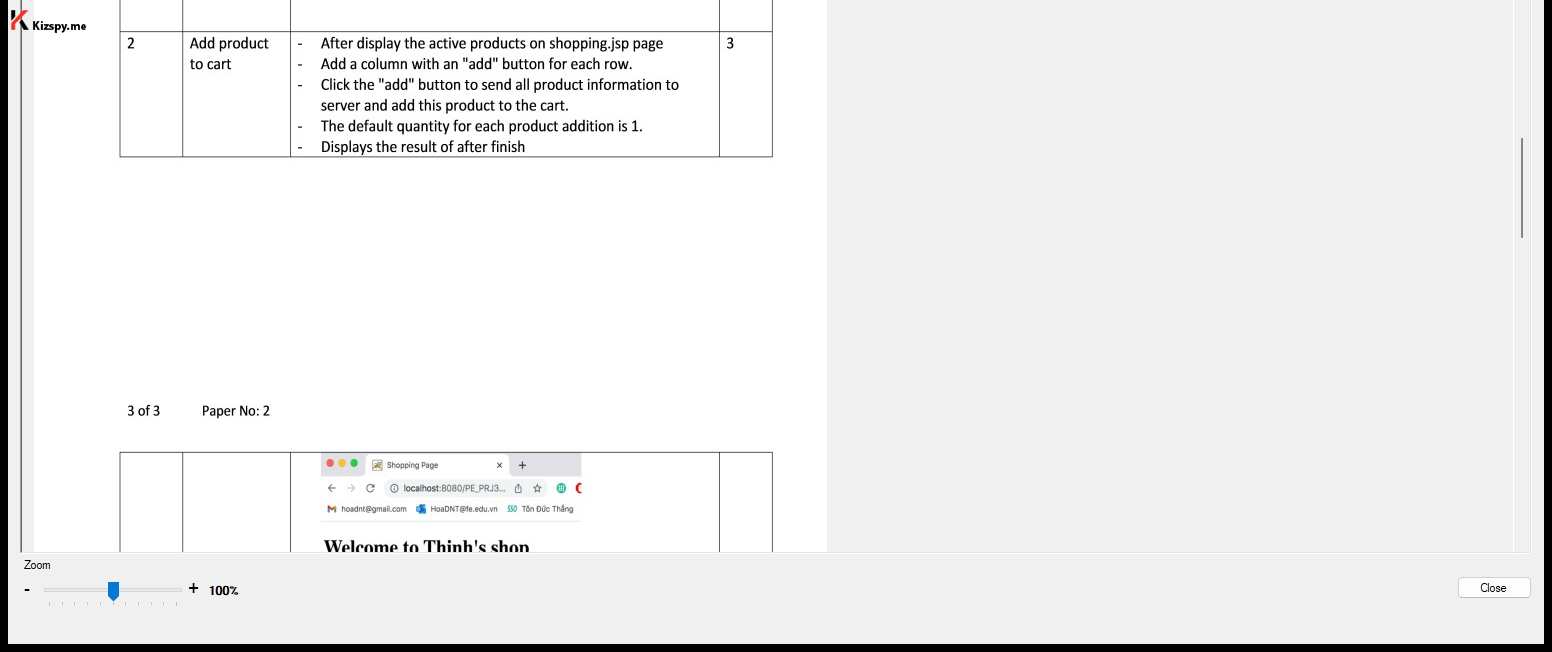 Kizspy.me
2 Add product - After display the active products on shopping.jsp page 3
to cart - Add a column with an "add" button for each row.
- Click the "add" button to send all product information to
server and add this product to the cart.
- The default quantity for each product addition is 1.
- Displays the result of after finish
3 of 3 Paper No: 2
Shopping Page × +
localhost:8080/PE_PRJ3...
hoadnt@gmail.com HoaDNT@fe.edu.vn SSO Tôn Đức Thắng
Welcome to Thinh's shop
Zoom
- + 100%
Close